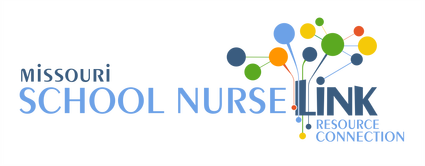 MISSOURI
SCHOOL NURSE LINK
RESOURCE
CONNECTION